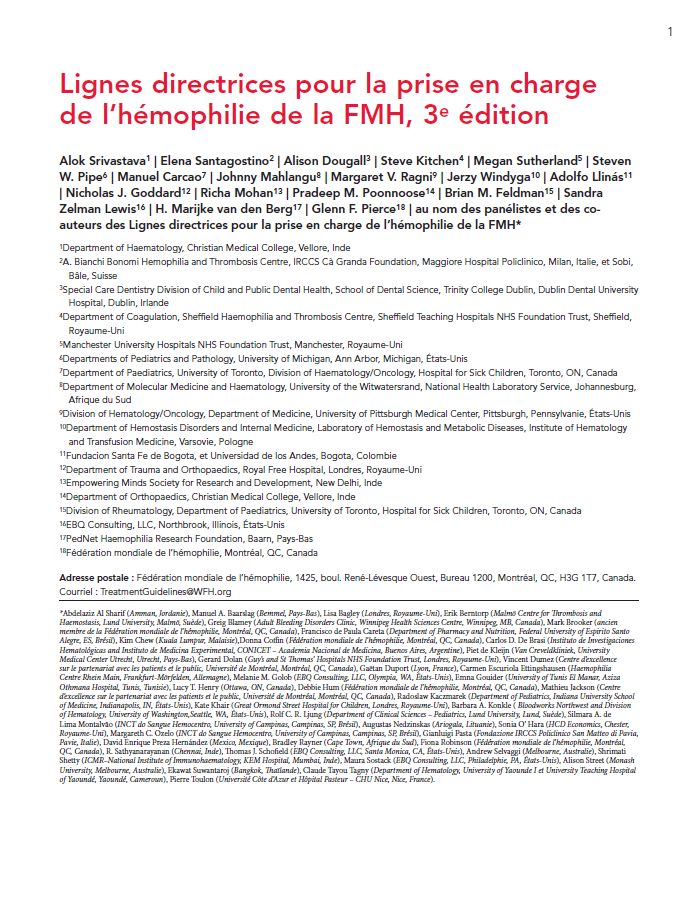 1
Lignes directrices pour la prise en charge
de l’hémophilie de la FMH, 3e édition
Alok Srivastava1 | Elena Santagostino2 | Alison Dougall3 | Steve Kitchen4 | Megan Sutherland5 | Steven
W. Pipe6 | Manuel Carcao7 | Johnny Mahlangu8 | Margaret V. Ragni9 | Jerzy Windyga10 | Adolfo Llinás11
| Nicholas J. Goddard12 | Richa Mohan13 | Pradeep M. Poonnoose14 | Brian M. Feldman15 | Sandra
Zelman Lewis16 | H. Marijke van den Berg17 | Glenn F. Pierce18 | au nom des panélistes et des co-
auteurs des Lignes directrices pour la prise en charge de l’hémophilie de la FMH*
1Department of Haematology, Christian Medical College, Vellore, Inde
2A. Bianchi Bonomi Hemophilia and Thrombosis Centre, IRCCS Cà Granda Foundation, Maggiore Hospital Policlinico, Milan, Italie, et Sobi,
Bâle, Suisse
3Special Care Dentistry Division of Child and Public Dental Health, School of Dental Science, Trinity College Dublin, Dublin Dental University
Hospital, Dublin, Irlande
4Department of Coagulation, Sheffield Haemophilia and Thrombosis Centre, Sheffield Teaching Hospitals NHS Foundation Trust, Sheffield,
Royaume-Uni
5Manchester University Hospitals NHS Foundation Trust, Manchester, Royaume-Uni
6Departments of Pediatrics and Pathology, University of Michigan, Ann Arbor, Michigan, États-Unis
7Department of Paediatrics, University of Toronto, Division of Haematology/Oncology, Hospital for Sick Children, Toronto, ON, Canada
8Department of Molecular Medicine and Haematology, University of the Witwatersrand, National Health Laboratory Service, Johannesburg,
Afrique du Sud
9Division of Hematology/Oncology, Department of Medicine, University of Pittsburgh Medical Center, Pittsburgh, Pennsylvanie, États-Unis
10Department of Hemostasis Disorders and Internal Medicine, Laboratory of Hemostasis and Metabolic Diseases, Institute of Hematology
and Transfusion Medicine, Varsovie, Pologne
11Fundacion Santa Fe de Bogota, et Universidad de los Andes, Bogota, Colombie
12Department of Trauma and Orthopaedics, Royal Free Hospital, Londres, Royaume-Uni
13Empowering Minds Society for Research and Development, New Delhi, Inde
14Department of Orthopaedics, Christian Medical College, Vellore, Inde
15Division of Rheumatology, Department of Paediatrics, University of Toronto, Hospital for Sick Children, Toronto, ON, Canada
16EBQ Consulting, LLC, Northbrook, Illinois, États-Unis
17PedNet Haemophilia Research Foundation, Baarn, Pays-Bas
18Fédération mondiale de l’hémophilie, Montréal, QC, Canada
Adresse postale : Fédération mondiale de l’hémophilie, 1425, boul. René-Lévesque Ouest, Bureau 1200, Montréal, QC, H3G 1T7, Canada.
Courriel : TreatmentGuidelines@WFH.org
*Abdelaziz Al Sharif (Amman, Jordanie), Manuel A. Baarslag (Bemmel, Pays-Bas), Lisa Bagley (Londres, Royaume-Uni), Erik Berntorp (Malmö Centre for Thrombosis and
Haemostasis, Lund University, Malmö, Suède), Greig Blamey (Adult Bleeding Disorders Clinic, Winnipeg Health Sciences Centre, Winnipeg, MB, Canada), Mark Brooker (ancien
membre de la Fédération mondiale de l’hémophilie, Montréal, QC, Canada), Francisco de Paula Careta (Department of Pharmacy and Nutrition, Federal University of Espírito Santo
Alegre, ES, Brésil), Kim Chew (Kuala Lumpur, Malaisie),Donna Coffin (Fédération mondiale de l’hémophilie, Montréal, QC, Canada), Carlos D. De Brasi (Instituto de Investigaciones
Hematológicas and Instituto de Medicina Experimental, CONICET – Academia Nacional de Medicina, Buenos Aires, Argentine), Piet de Kleijn (Van Creveldkliniek, University
Medical Center Utrecht, Utrecht, Pays-Bas), Gerard Dolan (Guy’s and St Thomas’ Hospitals NHS Foundation Trust, Londres, Royaume-Uni), Vincent Dumez (Centre d’excellence
sur le partenariat avec les patients et le public, Université de Montréal, Montréal, QC, Canada), Gaëtan Duport (Lyon, France), Carmen Escuriola Ettingshausen (Haemophilia
Centre Rhein Main, Frankfurt-Mörfelden, Allemagne), Melanie M. Golob (EBQ Consulting, LLC, Olympia, WA, États-Unis), Emna Gouider (University of Tunis El Manar, Aziza
Othmana Hospital, Tunis, Tunisie), Lucy T. Henry (Ottawa, ON, Canada), Debbie Hum (Fédération mondiale de l’hémophilie, Montréal, QC, Canada), Mathieu Jackson (Centre
d’excellence sur le partenariat avec les patients et le public, Université de Montréal, Montréal, QC, Canada), Radosław Kaczmarek (Department of Pediatrics, Indiana University School
of Medicine, Indianapolis, IN, États-Unis), Kate Khair (Great Ormond Street Hospital for Children, Londres, Royaume-Uni), Barbara A. Konkle ( Bloodworks Northwest and Division
of Hematology, University of Washington,Seattle, WA, États-Unis), Rolf C. R. Ljung (Department of Clinical Sciences – Pediatrics, Lund University, Lund, Suède), Silmara A. de
Lima Montalvão (INCT do Sangue Hemocentro, University of Campinas, Campinas, SP, Brésil), Augustas Nedzinskas (Ariogala, Lituanie), Sonia O’ Hara (HCD Economics, Chester,
Royaume-Uni), Margareth C. Ozelo (INCT do Sangue Hemocentro, University of Campinas, Campinas, SP, Brésil), Gianluigi Pasta (Fondazione IRCCS Policlinico San Matteo di Pavia,
Pavie, Italie), David Enrique Preza Hernández (Mexico, Mexique), Bradley Rayner (Cape Town, Afrique du Sud), Fiona Robinson (Fédération mondiale de l’hémophilie, Montréal,
QC, Canada), R. Sathyanarayanan (Chennai, Inde), Thomas J. Schofield (EBQ Consulting, LLC, Santa Monica, CA, États-Unis), Andrew Selvaggi (Melbourne, Australie), Shrimati
Shetty (ICMR–National Institute of Immunohaematology, KEM Hospital, Mumbai, Inde), Maura Sostack (EBQ Consulting, LLC, Philadelphie, PA, États-Unis), Alison Street (Monash
University, Melbourne, Australie), Ekawat Suwantaroj (Bangkok, Thaïlande), Claude Tayou Tagny (Department of Hematology, University of Yaounde I et University Teaching Hospital
of Yaoundé, Yaoundé, Cameroun), Pierre Toulon (Université Côte d’Azur et Hôpital Pasteur – CHU Nice, Nice, France).